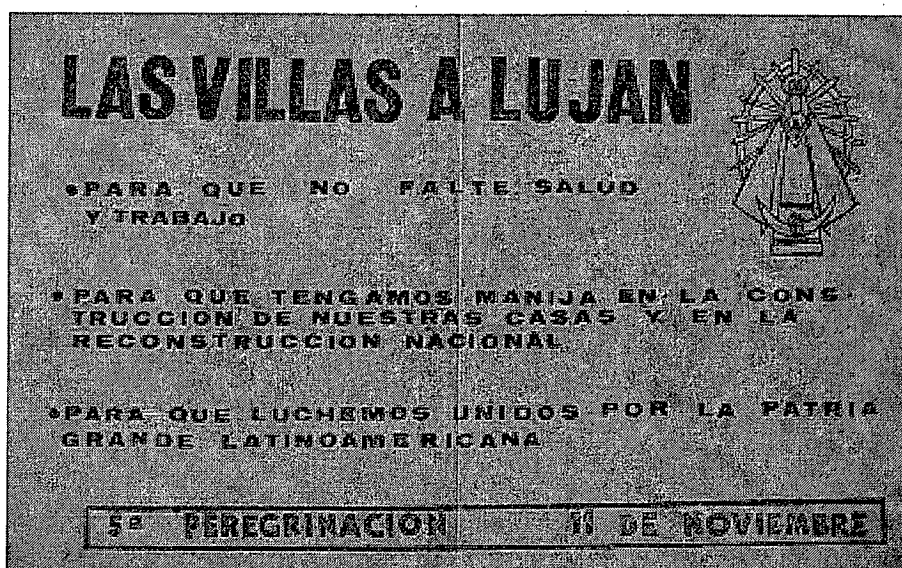 LAS VILLAS A LUJAN
•PARA QUE NO FALTE SALUD
Y TRABAJO
•PARA QUE TENGAMOS MANIJA EN LA CONS-
TRUCCION DE NUESTRAS CASAS Y EN LA
RECONSTRUCCION NACIONAL
•PARA QUE LUCHEMOS UNIDOS POR LA PATRIA
GRANDE LATINOAMERICANA
5ª PEREGRINACION 11 DE NOVIEMBRE